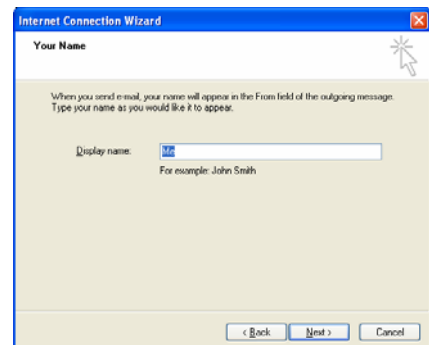 Internet Connection Wizard
Your Name
When you send e-mail, your name will appear in the From field of the outgoing message.
Type your name as you would like it to appear.
Display name: Me
For example: John Smith
< Back Next > Cancel